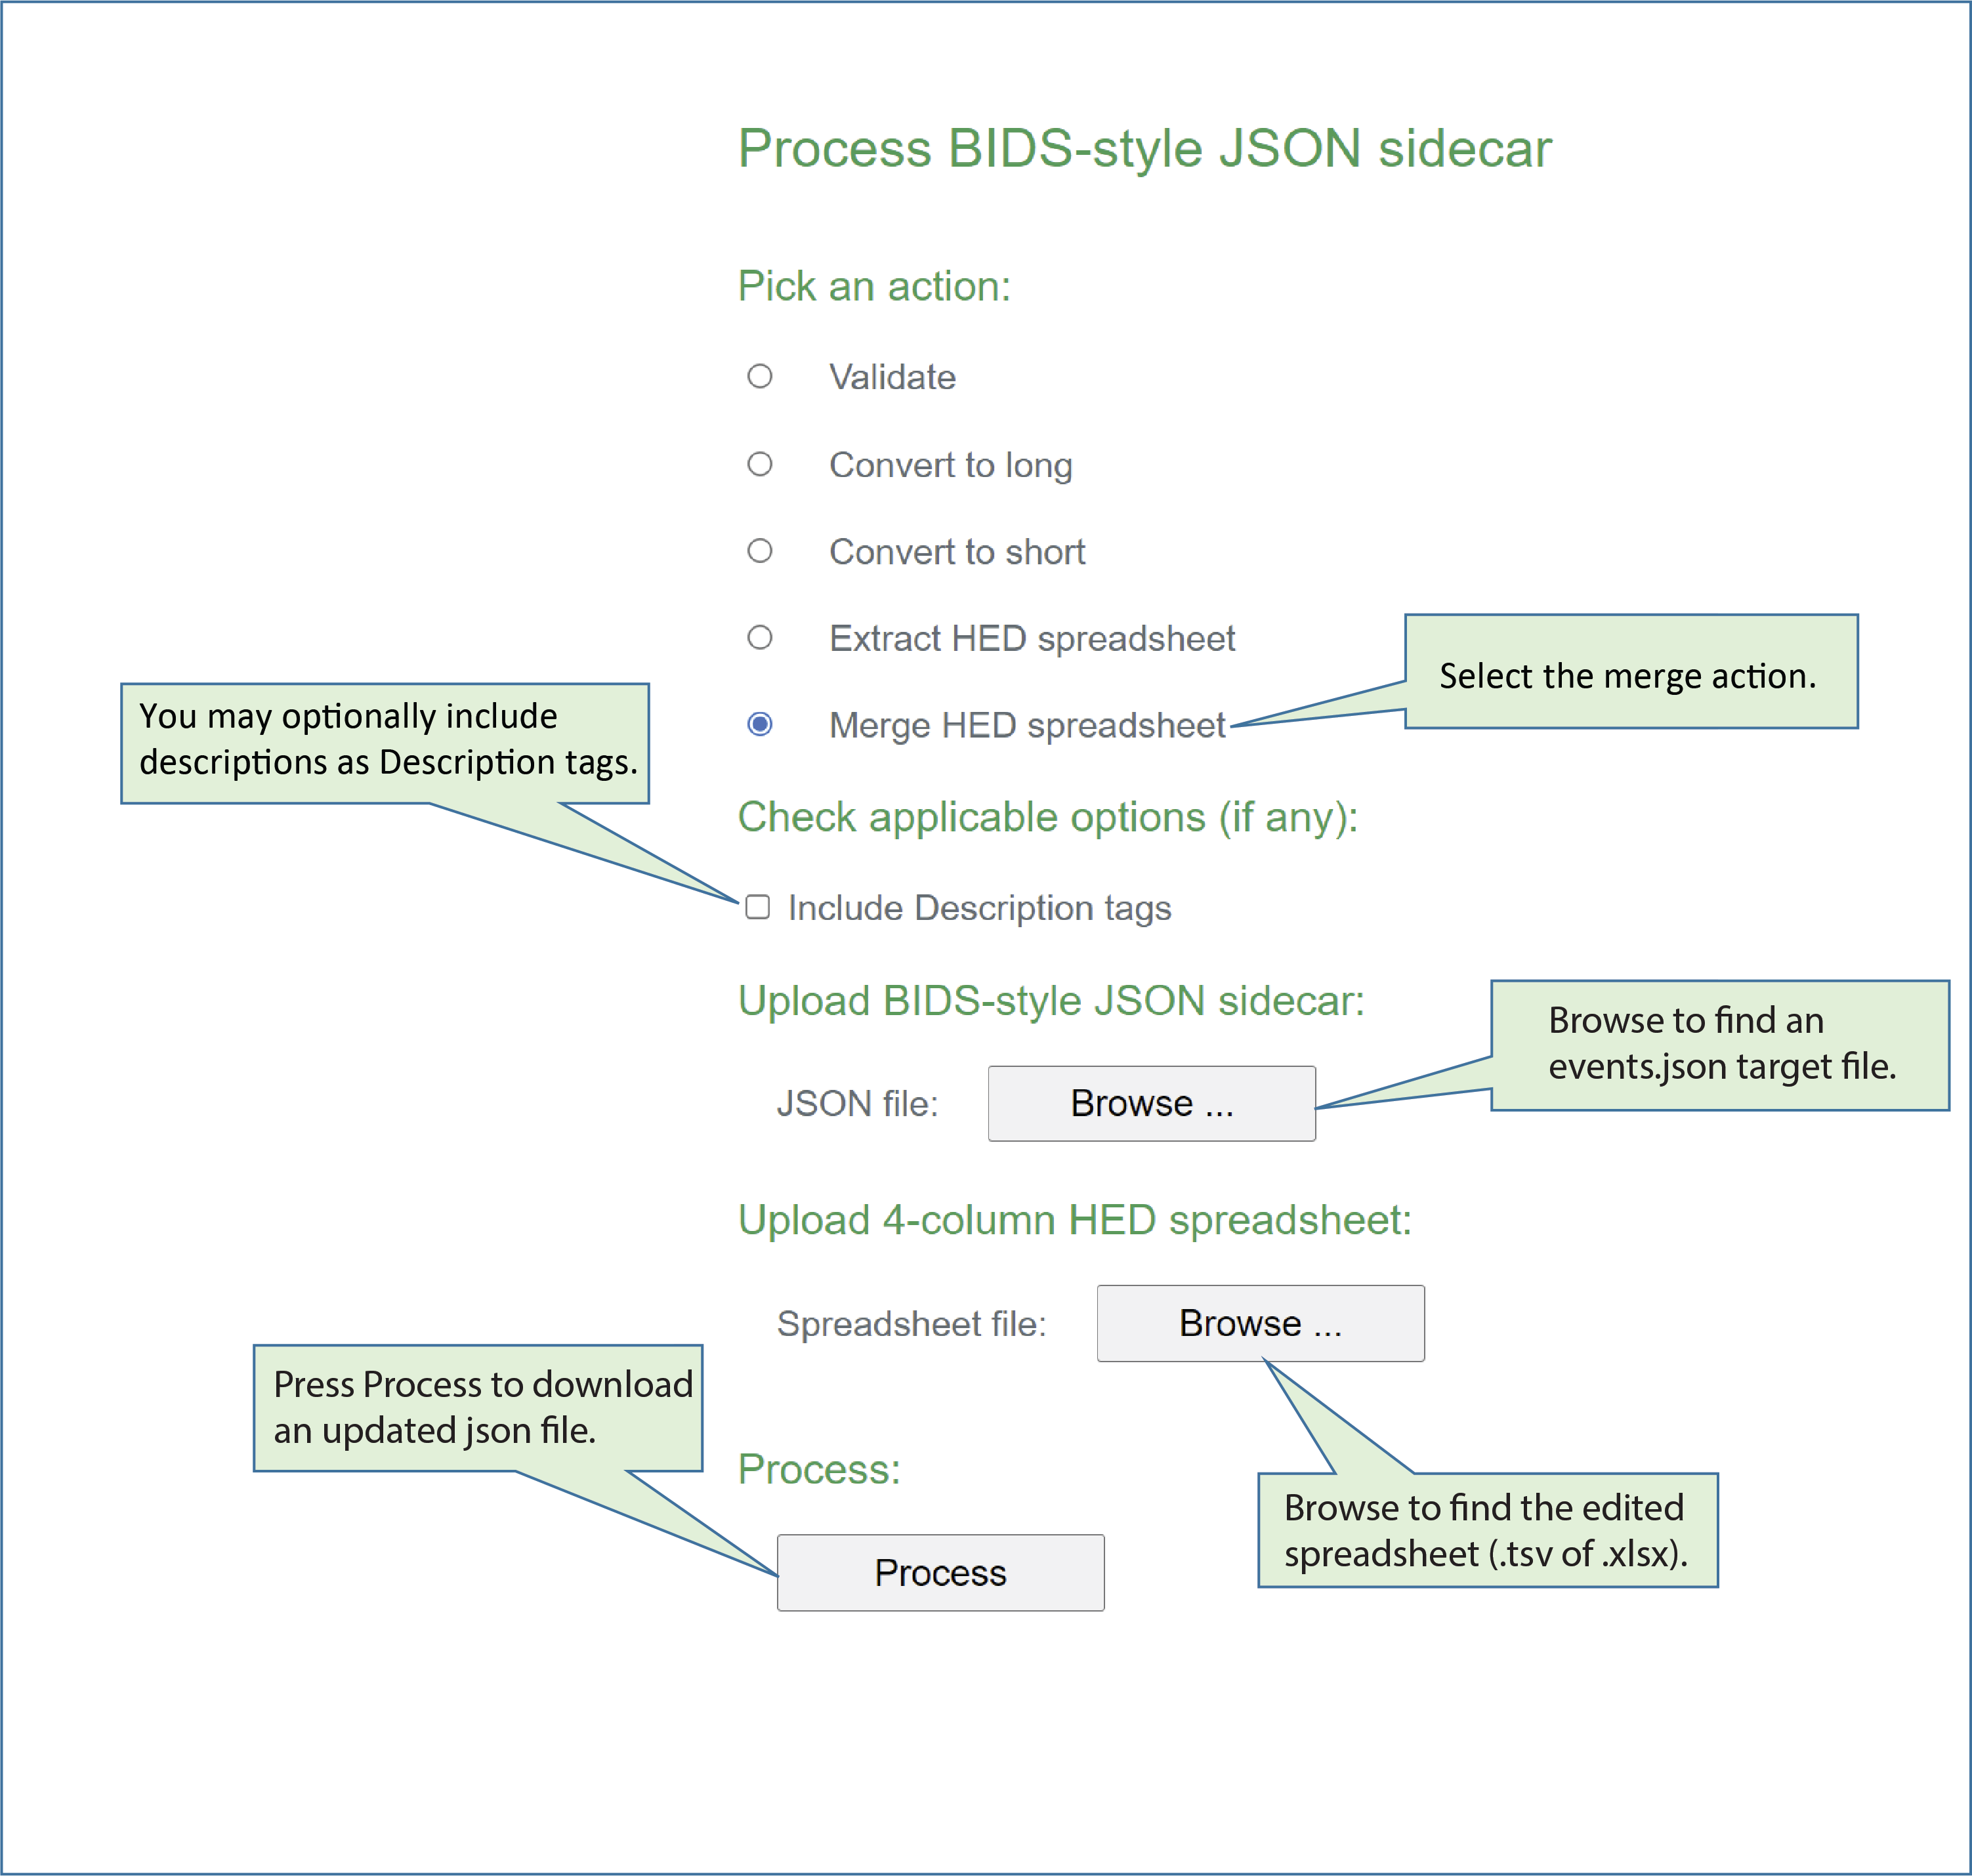 Process BIDS-style JSON sidecar
Pick an action:
Validate
Convert to long
Convert to short
Extract HED spreadsheet
Select the merge action.
Merge HED spreadsheet
You may optionally include
descriptions as Description tags.
Check applicable options (if any):
Include Description tags
Upload BIDS-style JSON sidecar:
Browse to find an
events.json target file.
JSON file:
Browse ...
Upload 4-column HED spreadsheet:
Spreadsheet file:
Browse ...
Press Process to download
an updated json file.
Process:
Browse to find the edited
spreadsheet (.tsv of .xlsx).
Process